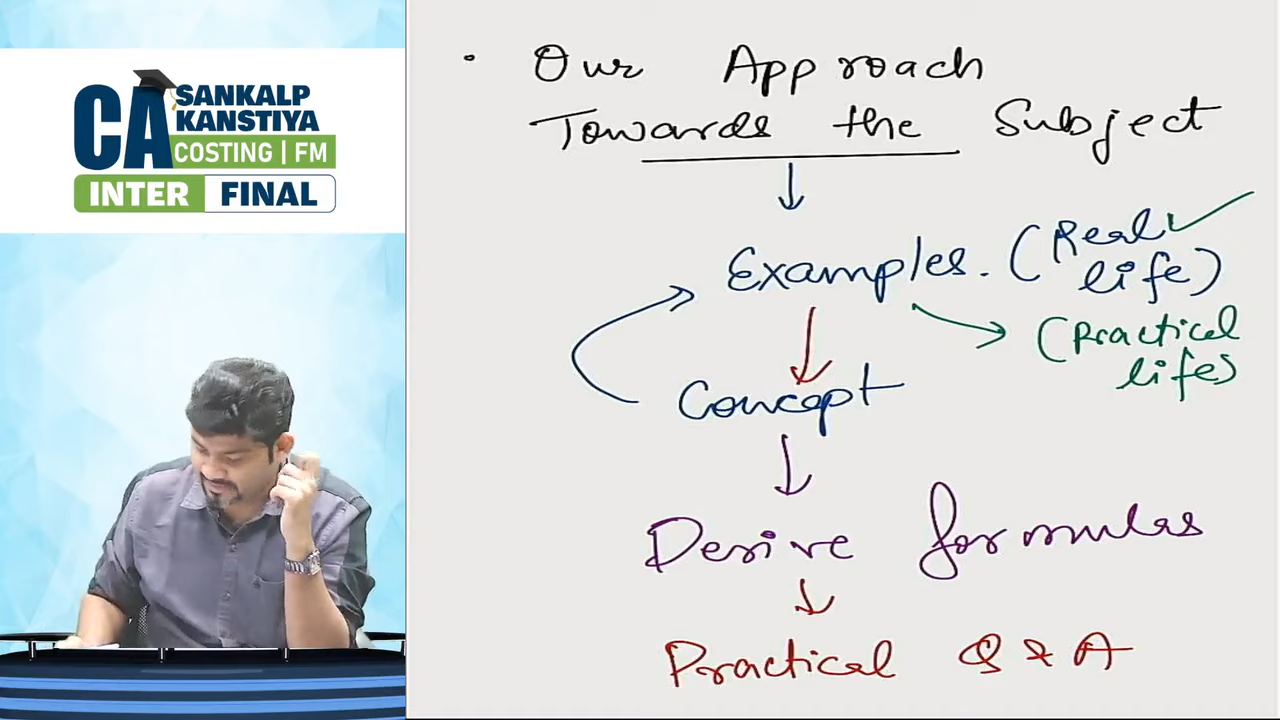 CA
SANKALP
KANSTIYA
COSTING | FM
INTER FINAL
• Our Approach
Towards the Subject
Examples. (Real
life)
(Practical
life)
Concept
Derive formulas
Practical Q & A